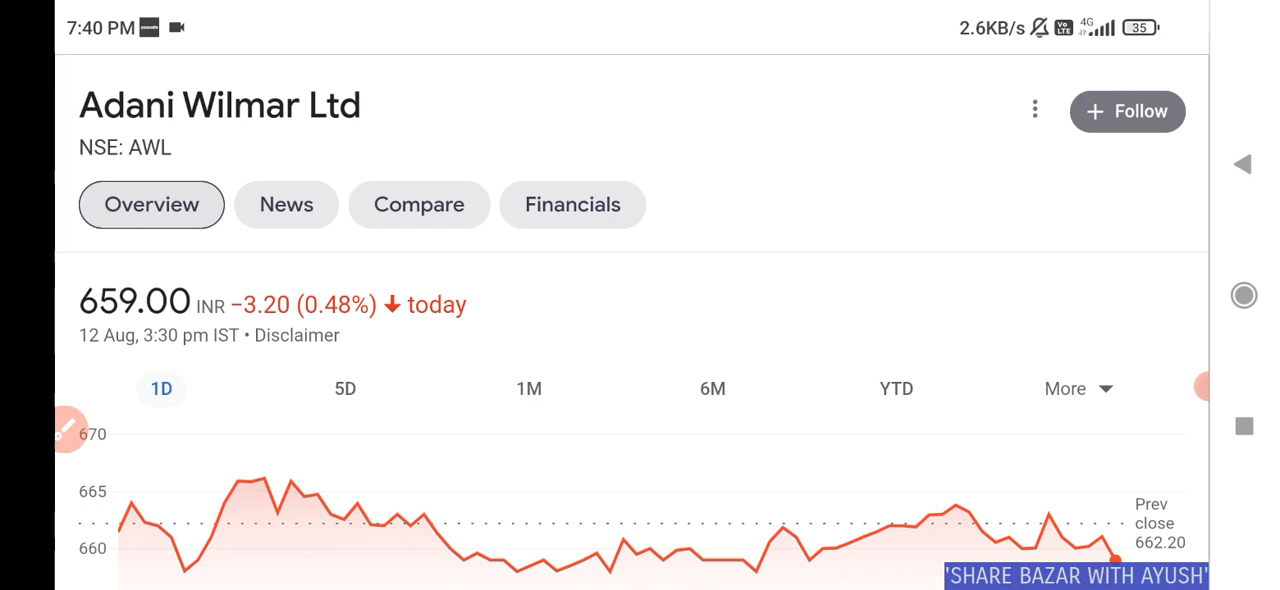 7:40 PM
2.6KB/s Vo LTE 4G 35
Adani Wilmar Ltd
+ Follow
NSE: AWL
Overview News Compare Financials
659.00 INR −3.20 (0.48%) ↓ today
12 Aug, 3:30 pm IST • Disclaimer
1D 5D 1M 6M YTD More
670
665
660
Prev
close
662.20
'SHARE BAZAR WITH AYUSH'